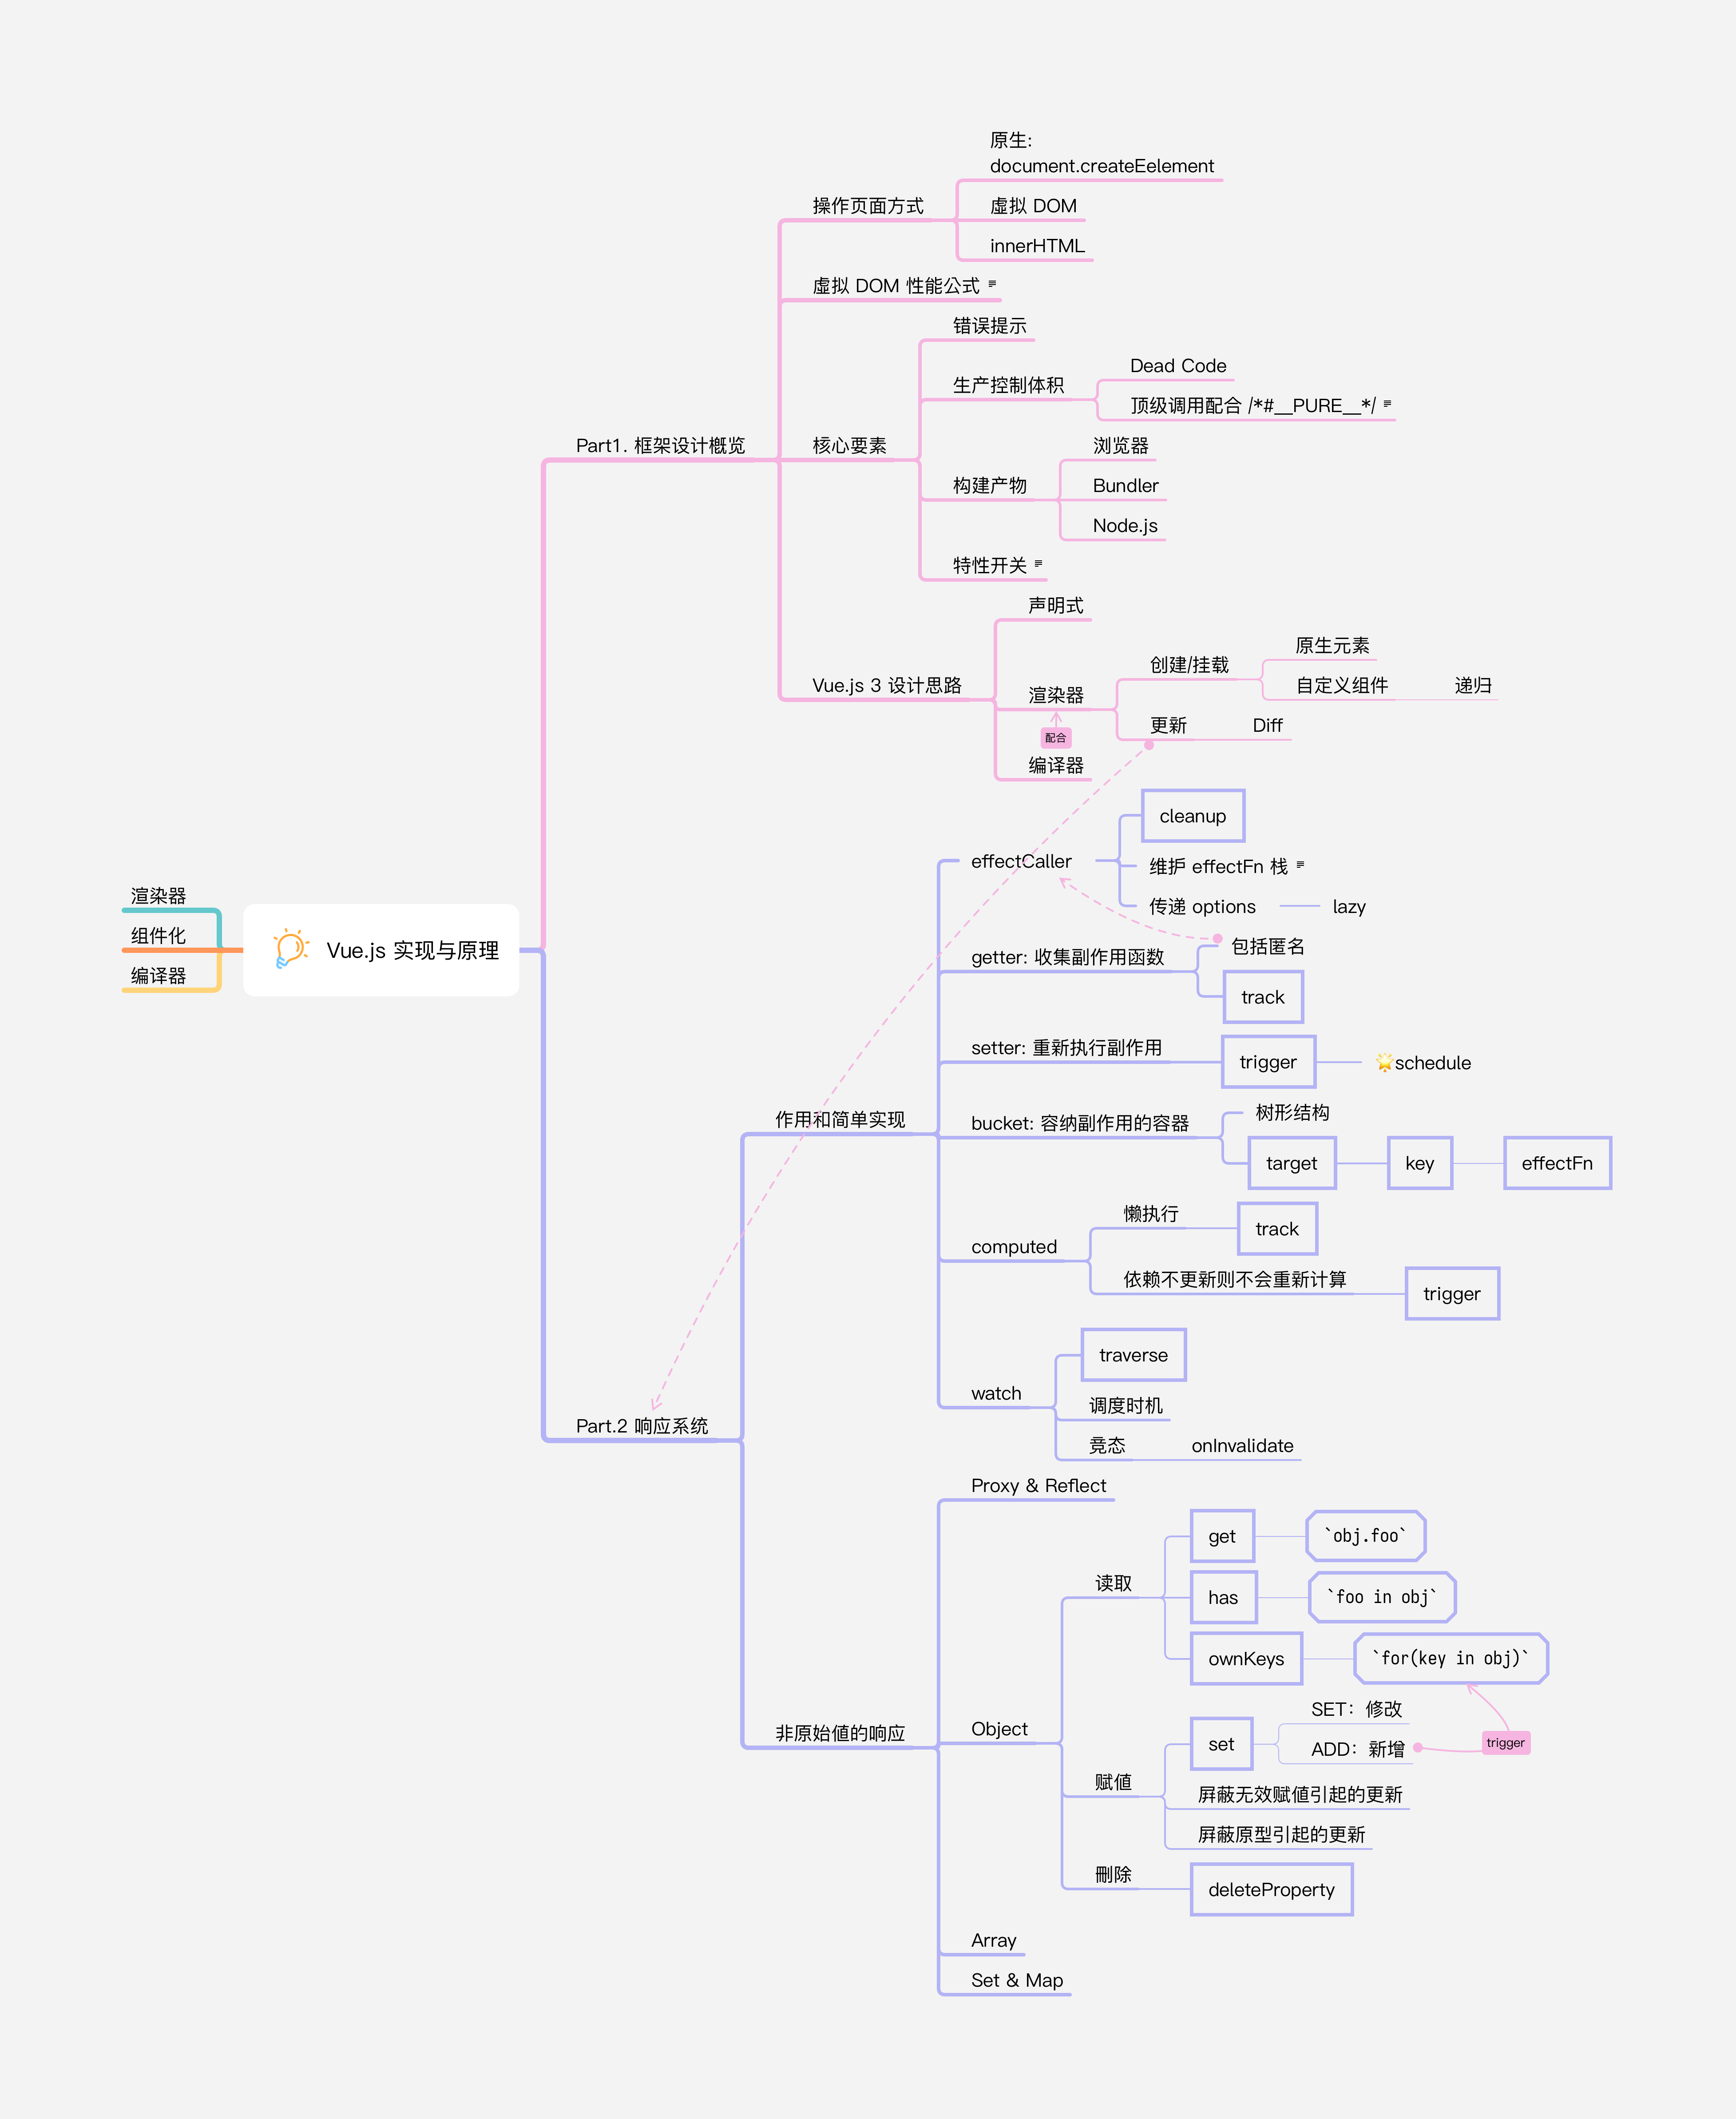 原生:
document.createEelement
操作页面方式
虚拟 DOM
innerHTML
虚拟 DOM 性能公式
错误提示
Dead Code
生产控制体积
顶级调用配合 /*#__PURE__*/
Part1. 框架设计概览
核心要素
浏览器
构建产物
Bundler
Node.js
特性开关
声明式
原生元素
创建/挂载
Vue.js 3 设计思路
自定义组件
递归
渲染器
更新
Diff
配合
编译器
cleanup
effectCaller
维护 effectFn 栈
传递 options
lazy
渲染器
组件化
编译器
Vue.js 实现与原理
包括匿名
getter: 收集副作用函数
track
setter: 重新执行副作用
trigger
🌟schedule
树形结构
作用和简单实现
bucket: 容纳副作用的容器
target
key
effectFn
懒执行
track
computed
依赖不更新则不会重新计算
trigger
traverse
watch
调度时机
Part.2 响应系统
竞态
onInvalidate
Proxy & Reflect
get
`obj.foo`
读取
has
`foo in obj`
ownKeys
`for(key in obj)`
SET：修改
非原始值的响应
Object
set
ADD：新增
trigger
赋值
屏蔽无效赋值引起的更新
屏蔽原型引起的更新
刪除
deleteProperty
Array
Set & Map